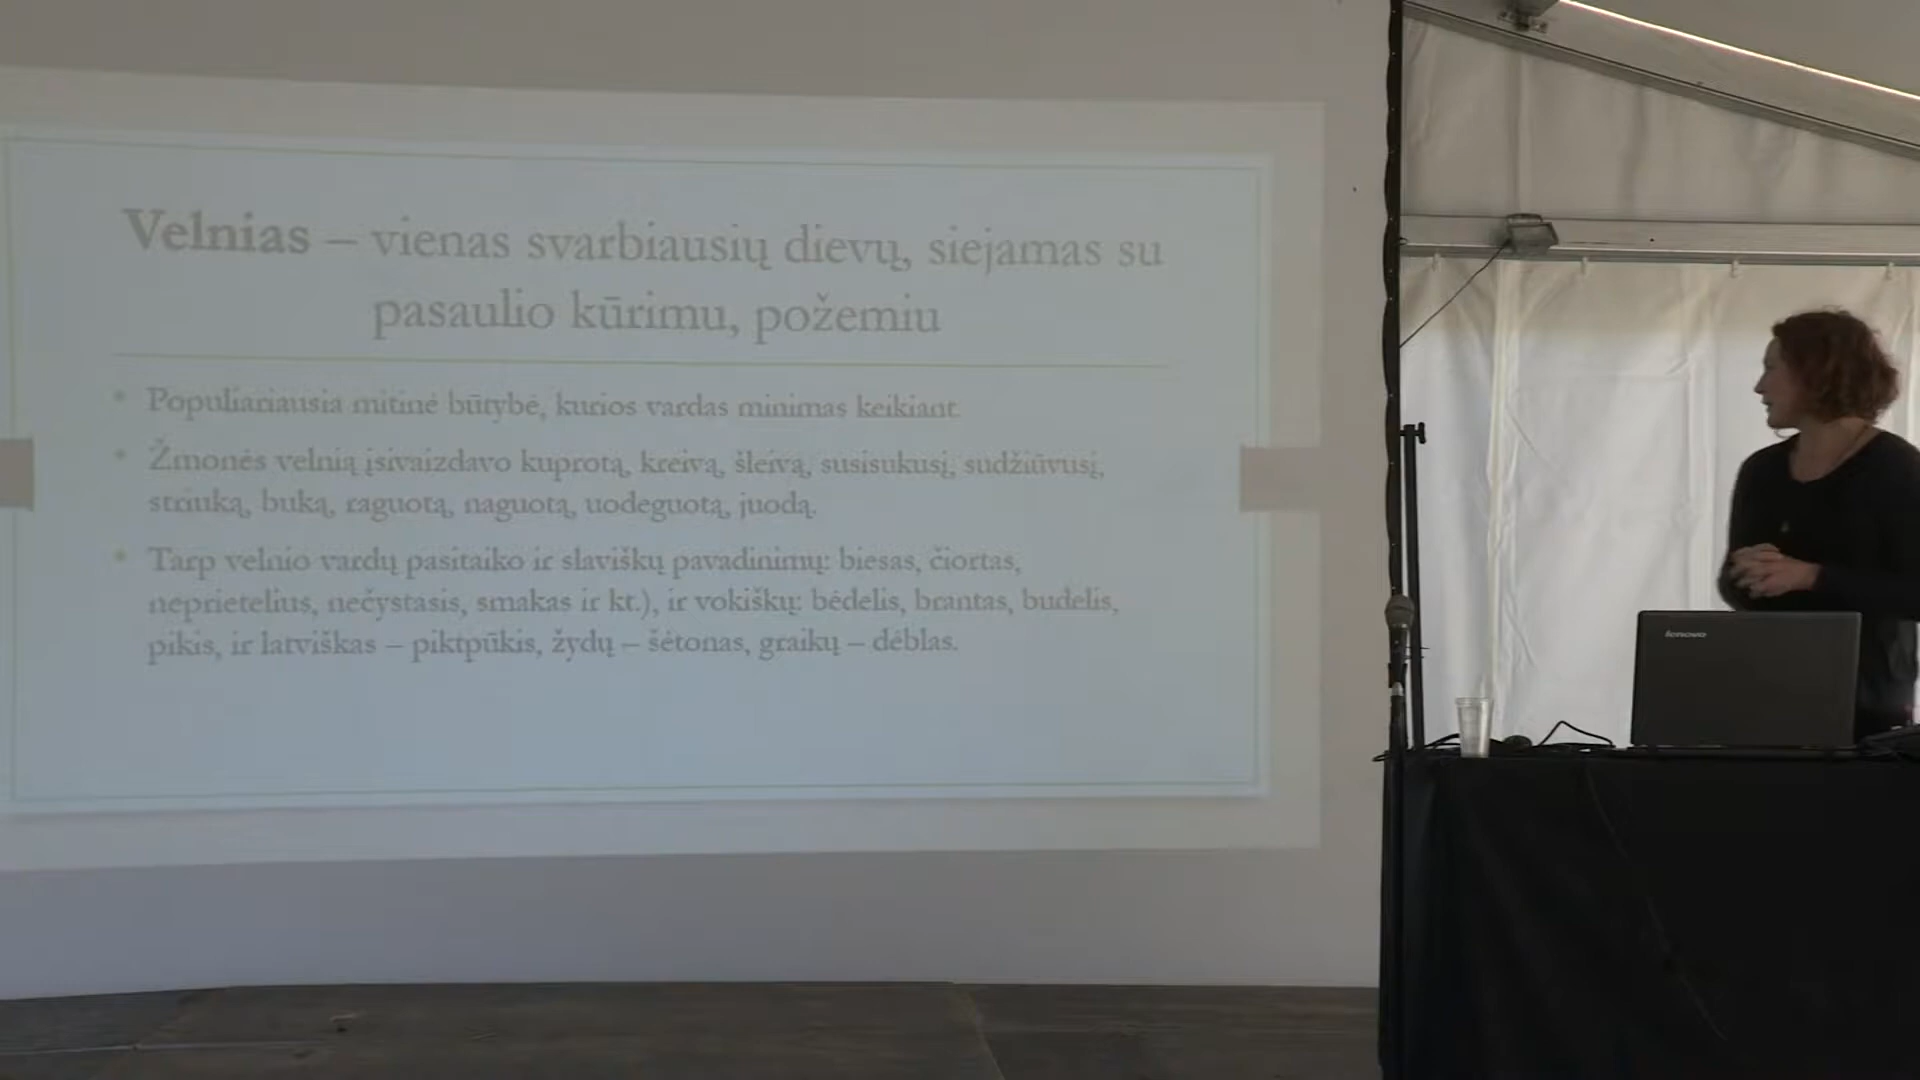 Velnias – vienas svarbiausių dievų, siejamas su
pasaulio kūrimu, požemiu
Populiariausia mitinė būtybė, kurios vardas minimas keikiant.
Žmonės velnią įsivaizdavo kuprotą, kreivą, šleivą, susisukusį, sudžiūvusį,
striuką, buką, raguotą, naguotą, uodeguotą, juodą.
Tarp velnio vardų pasitaiko ir slaviškų pavadinimų: biesas, čiortas,
neprietelius, nečystasis, smakas ir kt.), ir vokiškų: bėdelis, brantas, budelis,
pikis, ir latviškas – piktpūkis, žydų – šėtonas, graikų – dėblas.
lenovo